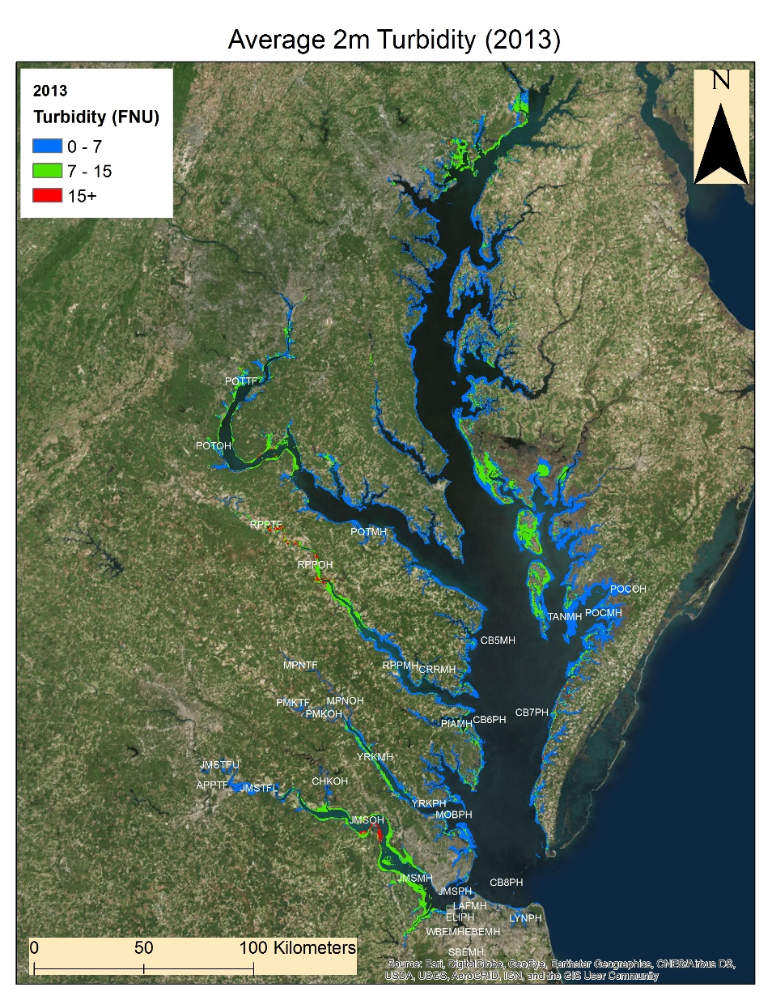 Average 2m Turbidity (2013)
N
2013
Turbidity (FNU)
0 - 7
7 - 15
15+
POTTF
POTOH
RPPTF
POTMH
RPPOH
POCOH
POCMH
TANMH
CB5MH
MPNTF
RPPMH
CRRMH
MPNOH
PMKTF
PMKOH
CB7PH
CB6PH
PIAMH
YRKMH
JMSTFU
CHKOH
APPTF
JMSTFL
YRKPH
MOBPH
JMSOH
JMSMH
CB8PH
JMSPH
LAFMH
ELIPH
LYNPH
WBEMHEBEMH
SBEMH
0 50 100 Kilometers
Source: Esri, DigitalGlobe, GeoEye, Earthstar Geographics, CNES/Airbus DS,
USDA, USGS, AeroGRID, IGN, and the GIS User Community